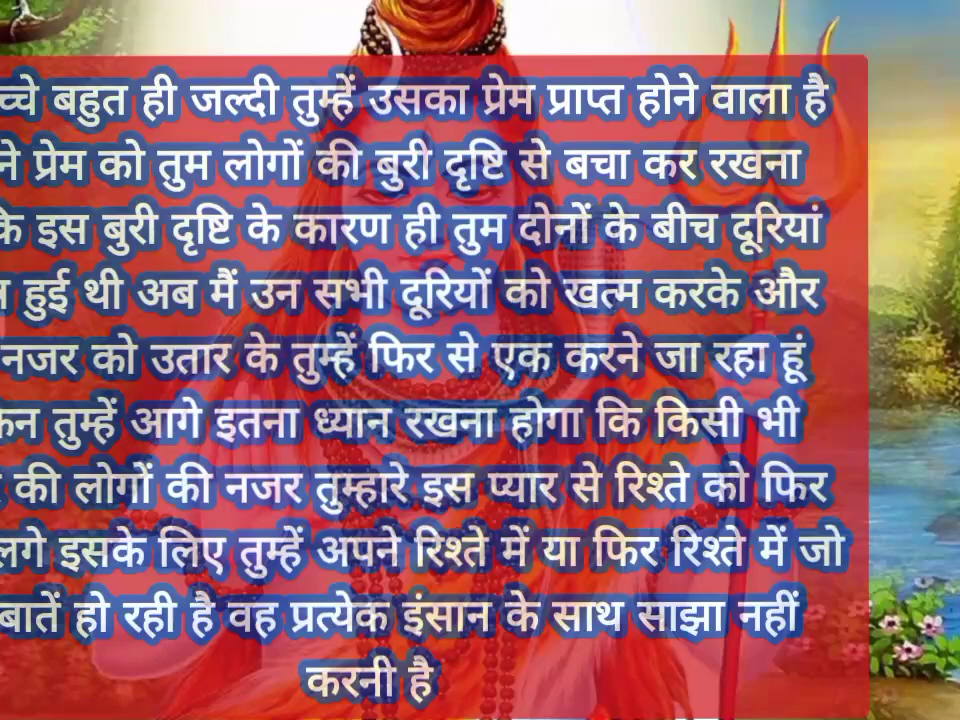 बहुत ही जल्दी तुम्हें उसका प्रेम प्राप्त होने वाला है
प्रेम को तुम लोगों की बुरी दृष्टि से बचा कर रखना
इस बुरी दृष्टि के कारण ही तुम दोनों के बीच दूरियां
हुई थी अब मैं उन सभी दूरियों को खत्म करके और
नजर को उतार के तुम्हें फिर से एक करने जा रहा हूं
तुम्हें आगे इतना ध्यान रखना होगा कि किसी भी
की लोगों की नजर तुम्हारे इस प्यार से रिश्ते को फिर
लगे इसके लिए तुम्हें अपने रिश्ते में या फिर रिश्ते में जो
बातें हो रही है वह प्रत्येक इंसान के साथ साझा नहीं
करनी है